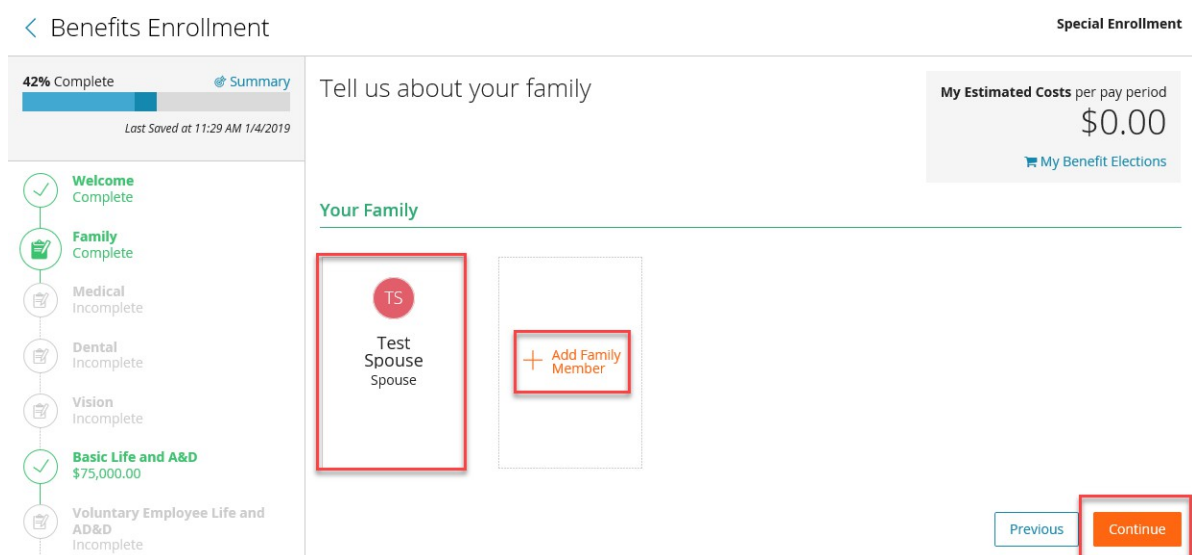 Benefits Enrollment
Special Enrollment
42% Complete
Summary
Last Saved at 11:29 AM 1/4/2019
Welcome
Complete
Family
Complete
Medical
Incomplete
Dental
Incomplete
Vision
Incomplete
Basic Life and A&D
$75,000.00
Voluntary Employee Life and
AD&D
Incomplete
Tell us about your family
My Estimated Costs per pay period
$0.00
My Benefit Elections
Your Family
TS
Test
Spouse
Spouse
Add Family
Member
Previous
Continue